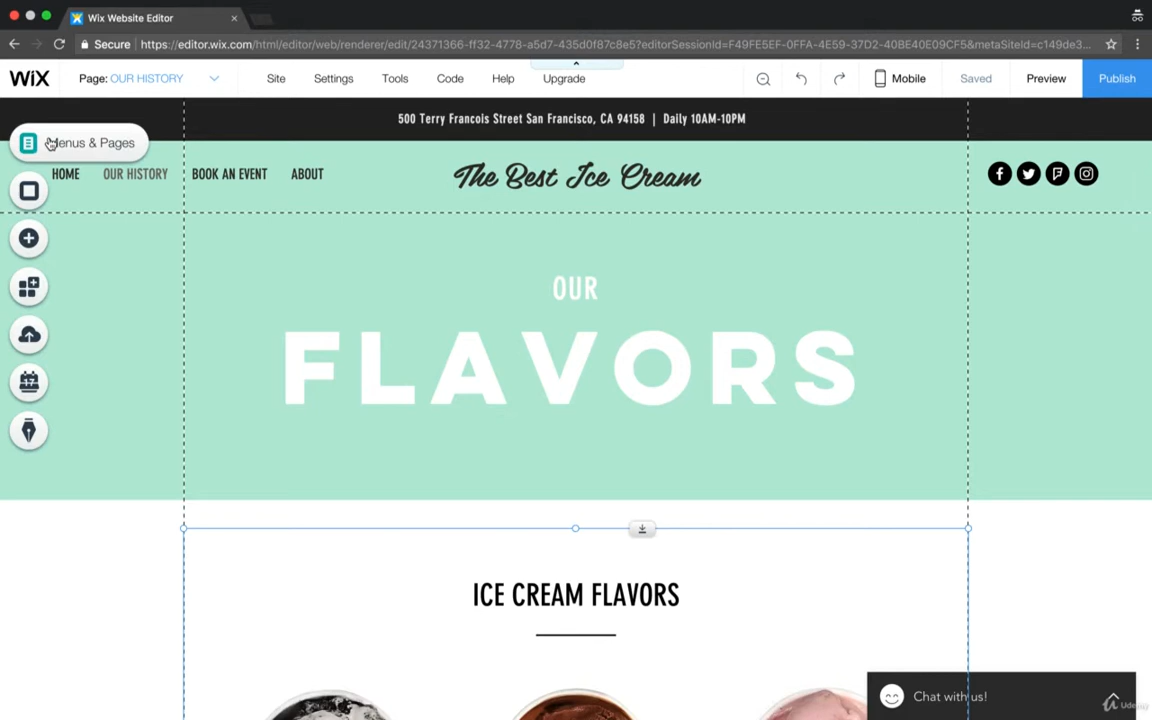 Wix Website Editor
Secure https://editor.wix.com/html/editor/web/renderer/edit/24371366-ff32-4778-a5d7-435d0f87c8e5?editorSessionId=F49FE5EF-0FFA-4E59-37D2-40BE40E09CF5&metaSiteId=c149de3...
WiX Page: OUR HISTORY Site Settings Tools Code Help Upgrade Mobile Saved Preview Publish
500 Terry Francois Street San Francisco, CA 94158 | Daily 10AM-10PM
Menus & Pages
HOME OUR HISTORY BOOK AN EVENT ABOUT The Best Ice Cream
17
OUR
FLAVORS
ICE CREAM FLAVORS
Chat with us!
Udemy